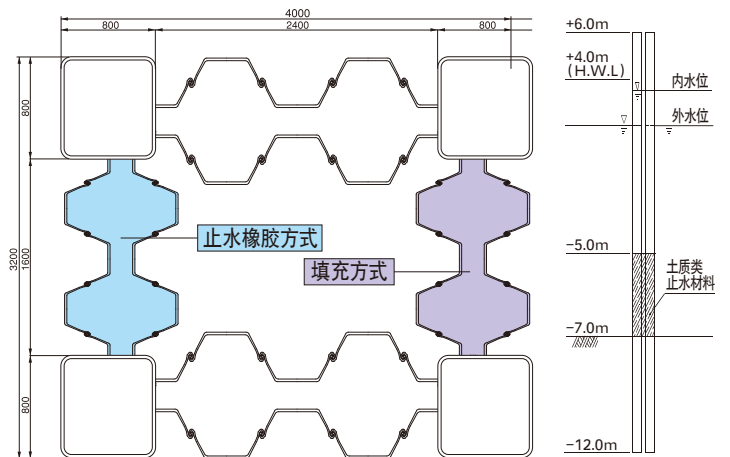 4000
800
2400
800
800
3200
1600
800
止水橡胶方式
填充方式
+6.0m
+4.0m
(H.W.L)
内水位
外水位
−5.0m
土质类
止水材料
−7.0m
−12.0m